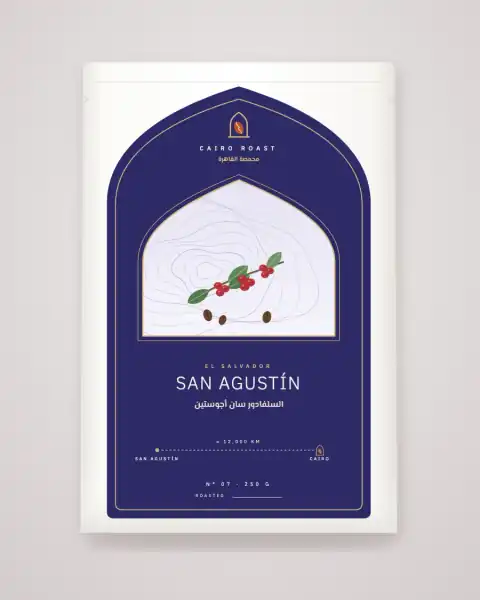 CAIRO ROAST
محمصة القاهرة
EL SALVADOR
SAN AGUSTÍN
السلفادور سان أجوستين
≈ 12,000 KM
SAN AGUSTÍN
CAIRO
Nº 07 · 250 G
ROASTED